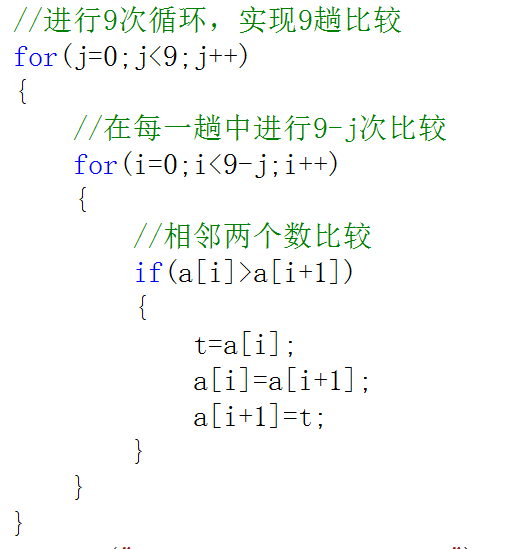 //进行9次循环，实现9趟比较
for(j=0;j<9;j++)
{
    //在每一趟中进行9-j次比较
    for(i=0;i<9-j;i++)
    {
        //相邻两个数比较
        if(a[i]>a[i+1])
        {
            t=a[i];
            a[i]=a[i+1];
            a[i+1]=t;
        }
    }
}